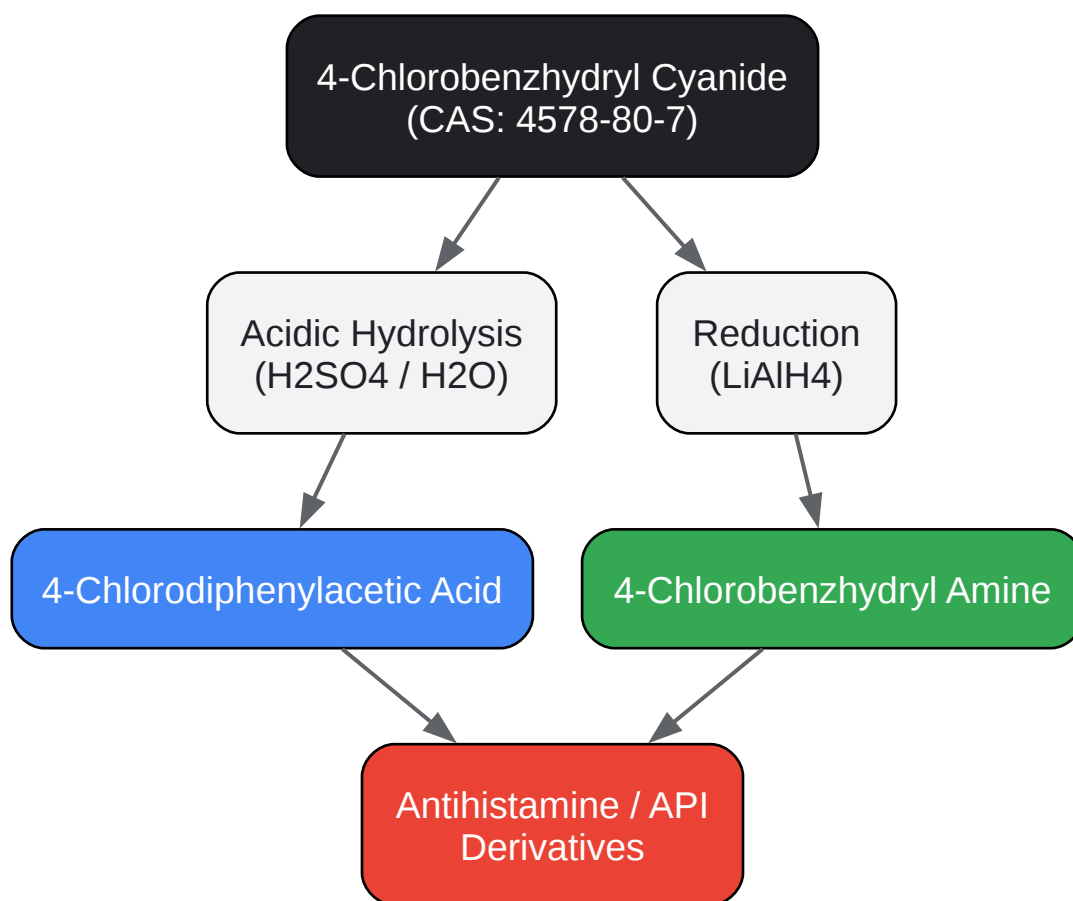 4-Chlorobenzhydryl Cyanide
(CAS: 4578-80-7)
Acidic Hydrolysis
(H2SO4 / H2O)
Reduction
(LiAlH4)
4-Chlorodiphenylacetic Acid
4-Chlorobenzhydryl Amine
Antihistamine / API
Derivatives